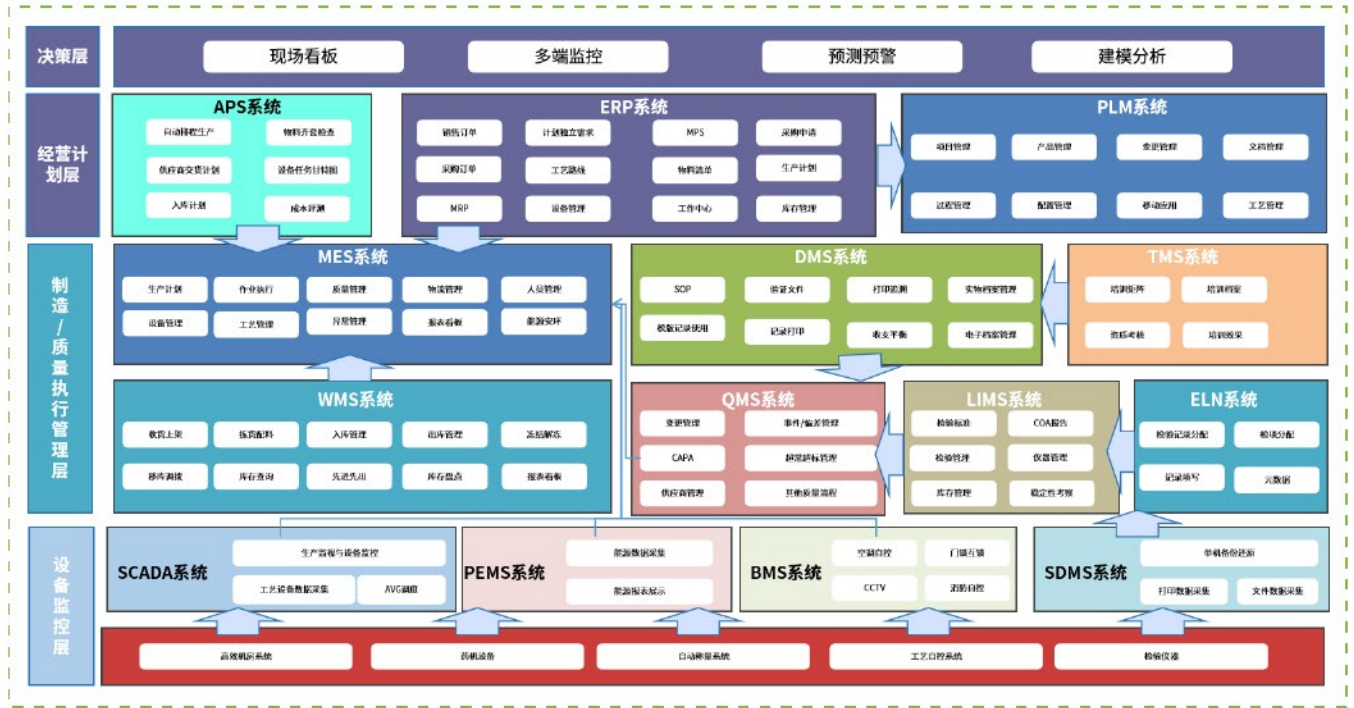 决策层
现场看板
多端监控
预测预警
建模分析
经营计
划层
APS系统
自动排程生产
物料齐套检查
供应商交货计划
设备任务甘特图
入库计划
成本评测
ERP系统
销售订单
计划独立需求
MPS
采购申请
采购订单
工艺路线
物料清单
生产计划
MRP
设备管理
工作中心
库存管理
PLM系统
项目管理
产品管理
变更管理
文档管理
过程管理
配置管理
移动应用
工艺管理
制造/质量执行管理层
MES系统
生产计划
作业执行
质量管理
物流管理
人员管理
设备管理
工艺管理
异常管理
报表看板
能源安环
DMS系统
SOP
验证文件
打印追溯
实物档案管理
模版记录使用
记录打印
收支平衡
电子档案管理
TMS系统
培训矩阵
培训档案
资质考核
培训效果
WMS系统
收货上架
拣货配料
入库管理
出库管理
冻结解冻
移库调拨
库存查询
先进先出
库存盘点
报表看板
QMS系统
变更管理
事件/偏差管理
CAPA
超常超标管理
供应商管理
其他质量流程
LIMS系统
检验标准
COA报告
检验管理
仪器管理
库存管理
稳定性考察
ELN系统
检验记录分配
检项分配
记录填写
元数据
设备监控层
SCADA系统
生产监视与设备监控
工艺设备数据采集
AVG调度
PEMS系统
能源数据采集
能源报表展示
BMS系统
空调自控
门锁互锁
CCTV
消防自控
SDMS系统
单机备份还原
打印数据采集
文件数据采集
高效机房系统
药机设备
自动称量系统
工艺自控系统
检验仪器